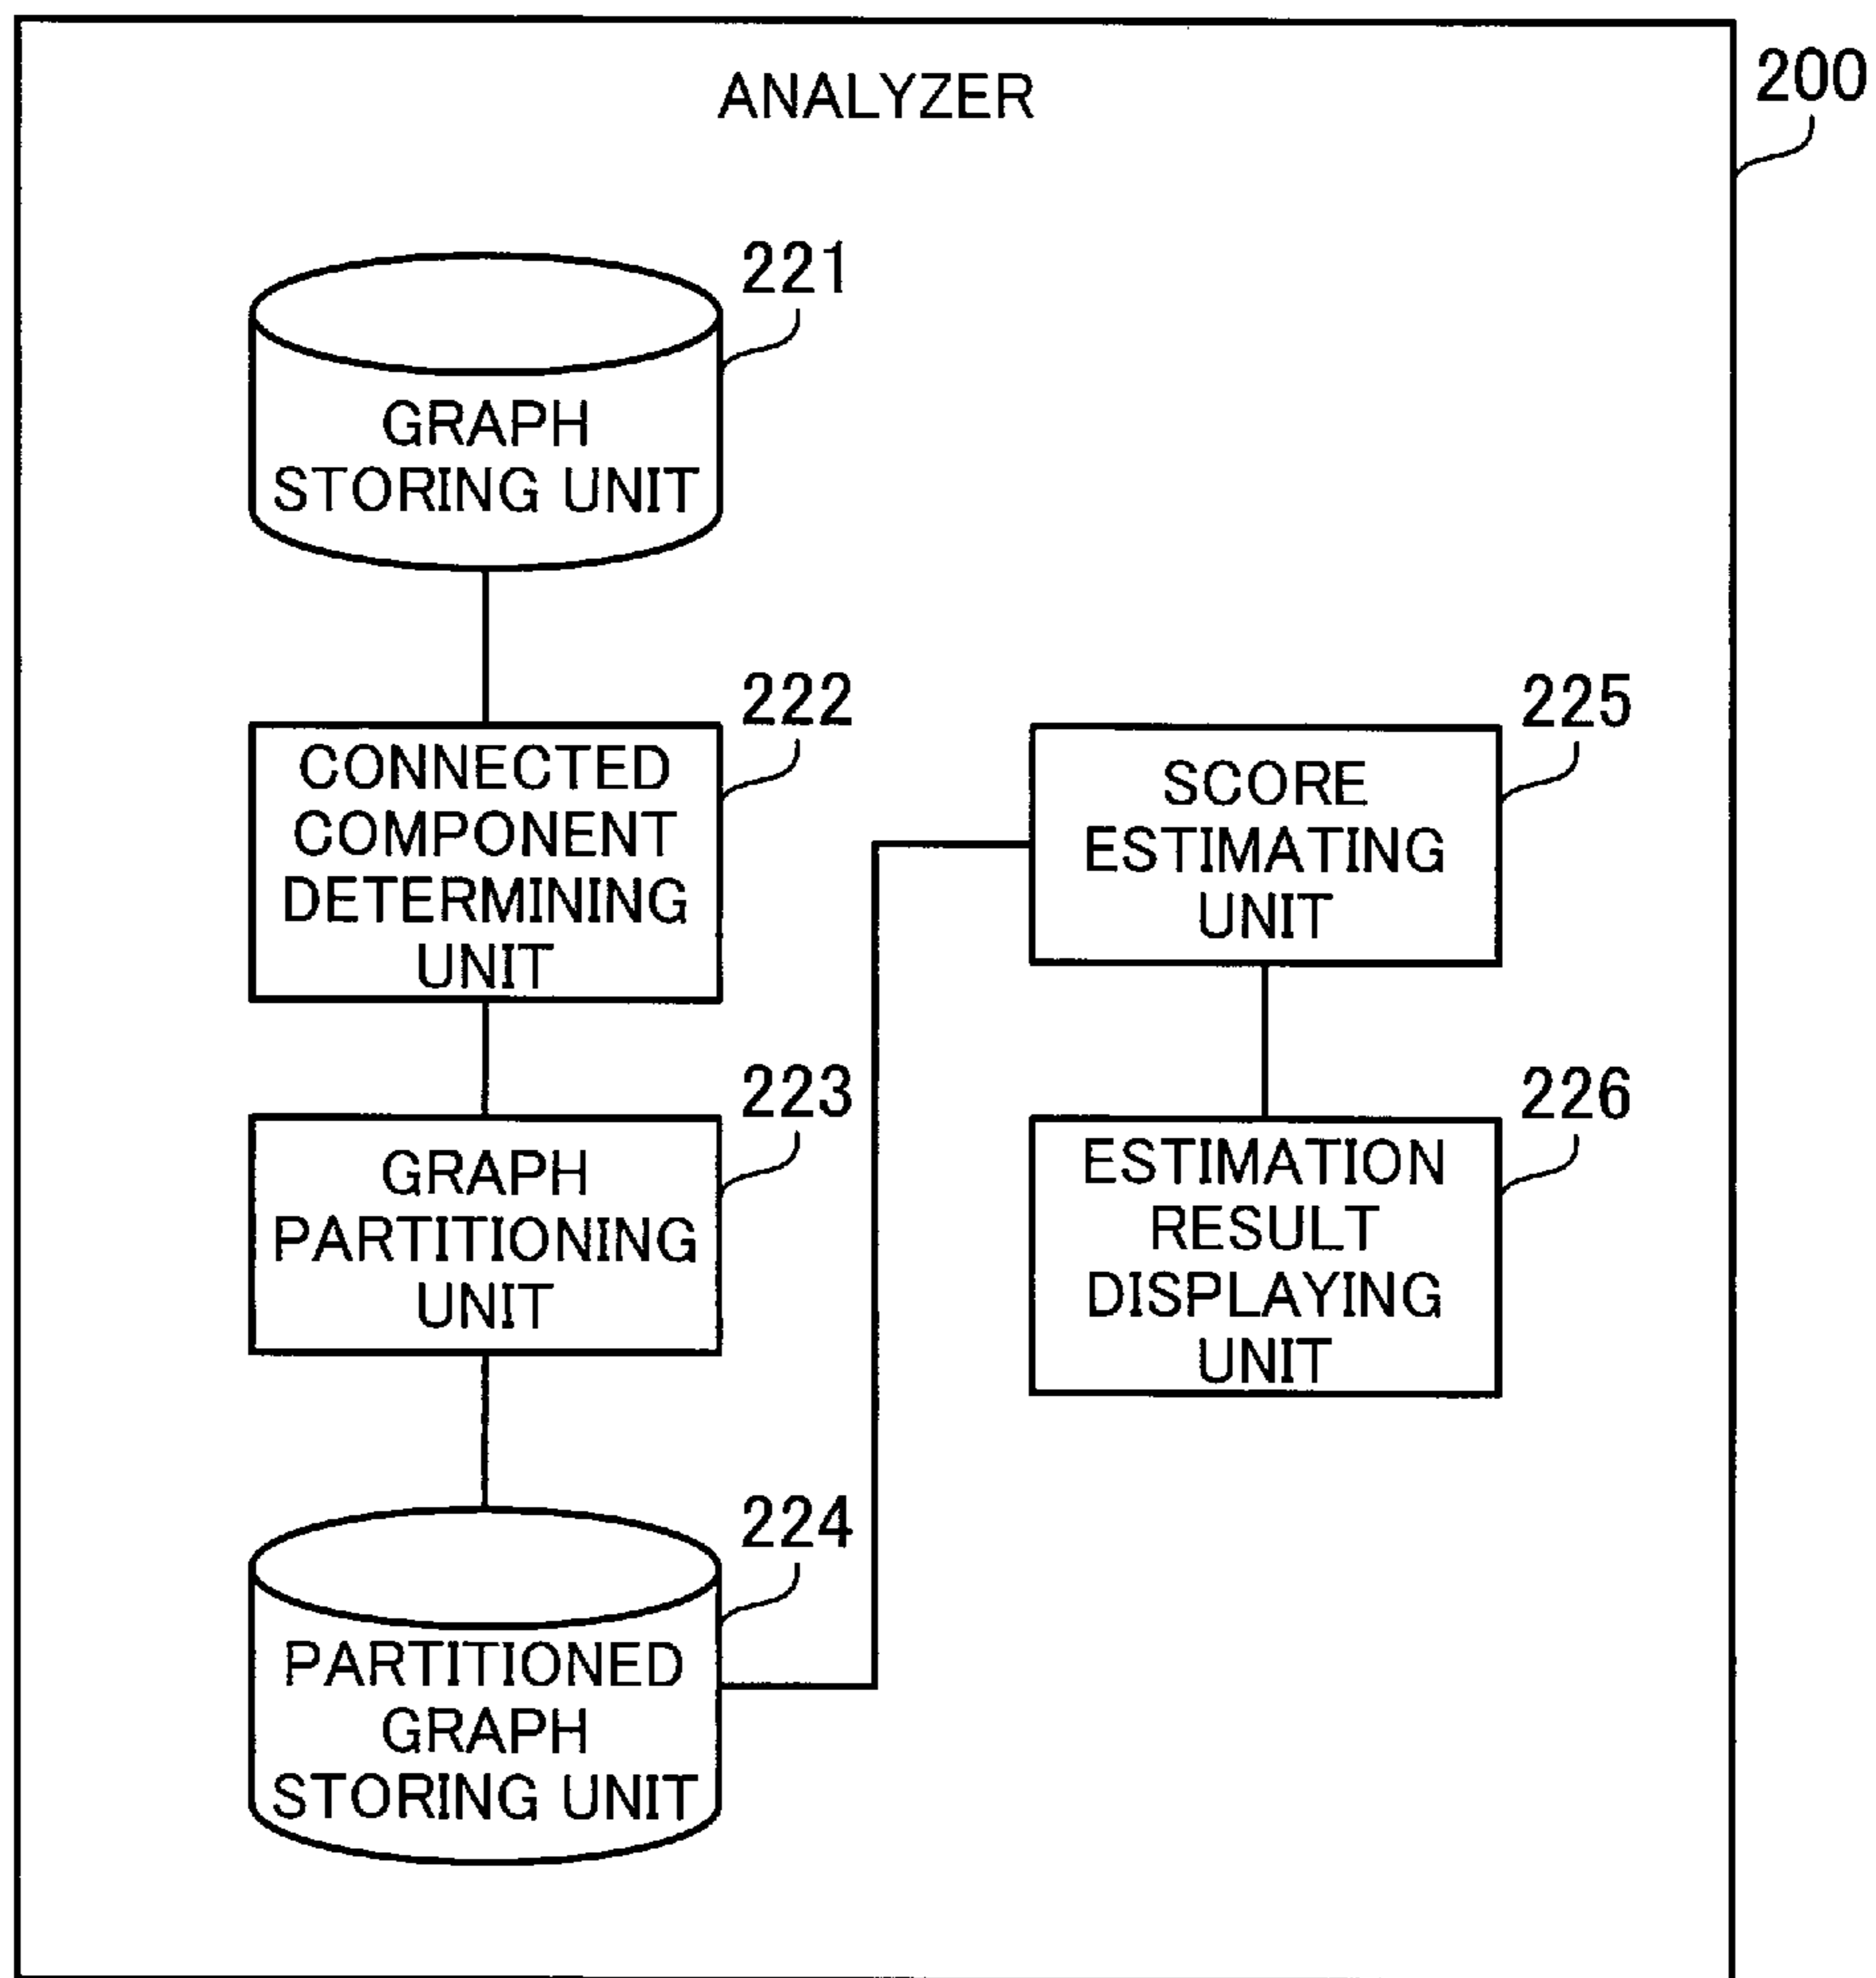 ANALYZER
200
221
GRAPH
STORING UNIT
222
CONNECTED
COMPONENT
DETERMINING
UNIT
223
GRAPH
PARTITIONING
UNIT
224
PARTITIONED
GRAPH
STORING UNIT
225
SCORE
ESTIMATING
UNIT
226
ESTIMATION
RESULT
DISPLAYING
UNIT